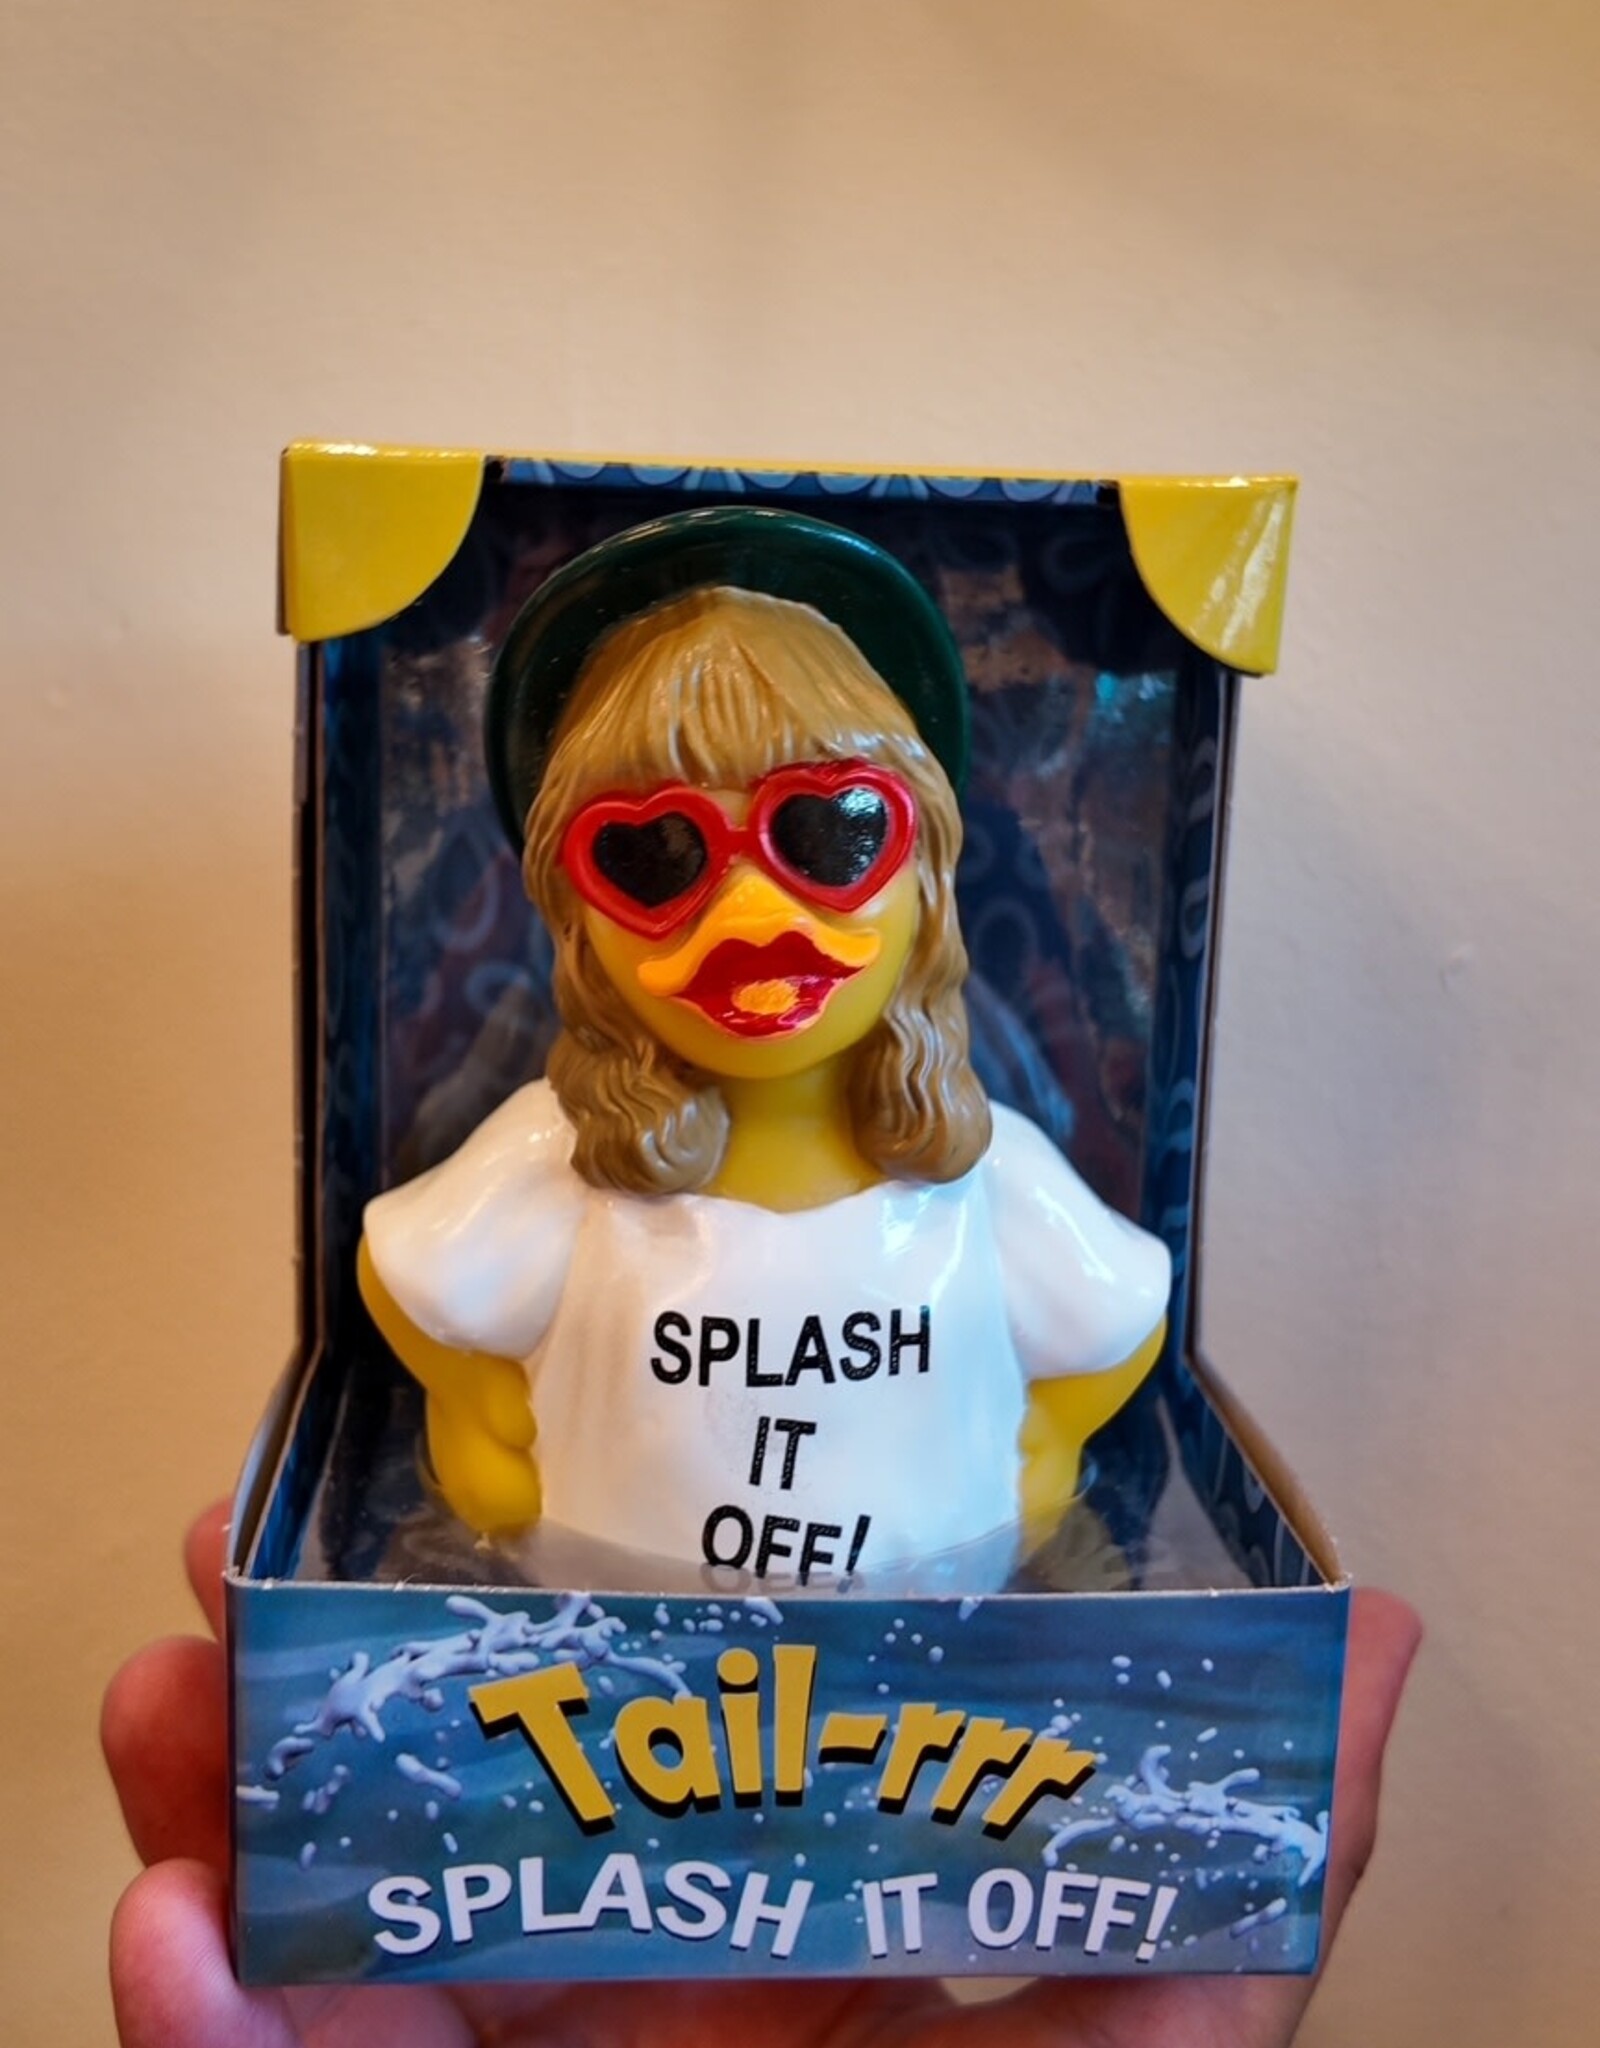 SPLASH
IT
OFF!
Tail-rrr
SPLASH IT OFF!